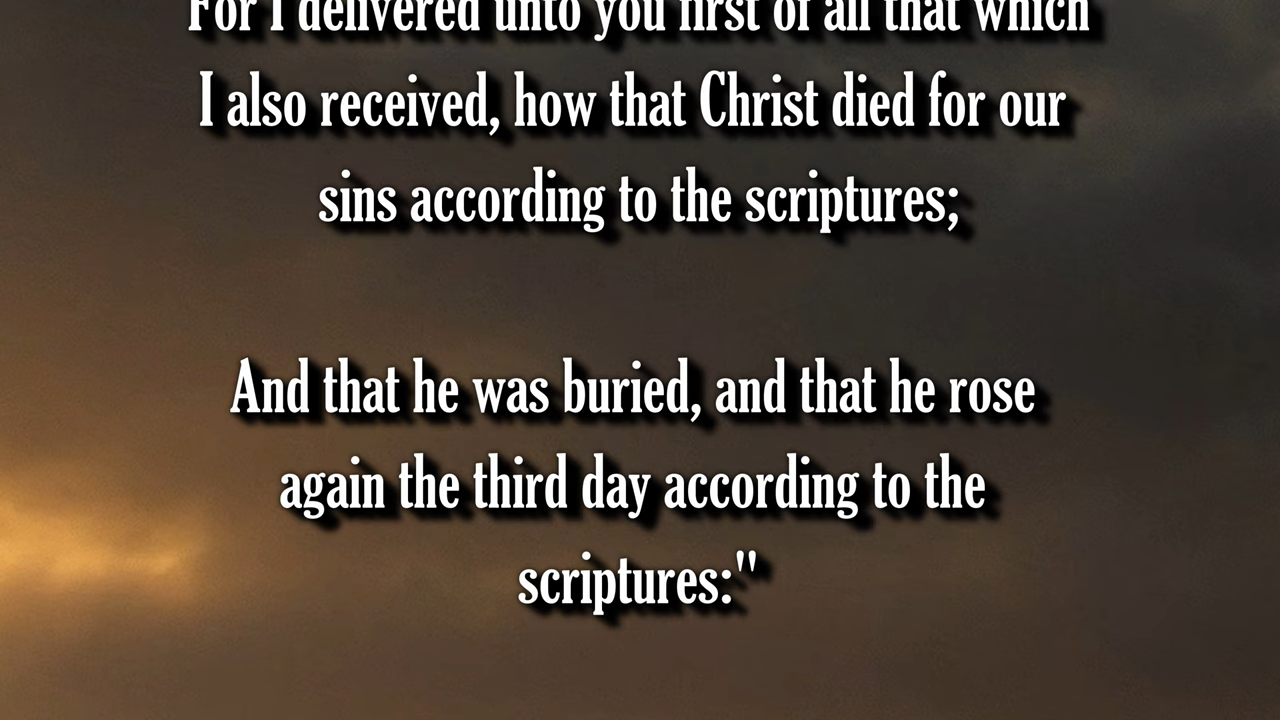 For I delivered unto you first of all that which
I also received, how that Christ died for our
sins according to the scriptures;
And that he was buried, and that he rose
again the third day according to the
scriptures:"